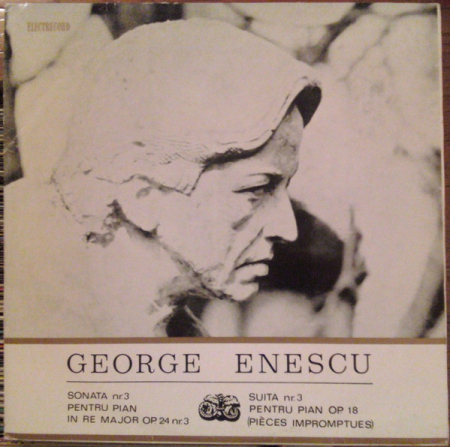 ELECTRECORD
GEORGE ENESCU
SONATA nr.3
PENTRU PIAN
IN RE MAJOR OP 24 nr.3
SUITA nr.3
PENTRU PIAN OP 18
(PIÈCES IMPROMPTUES)